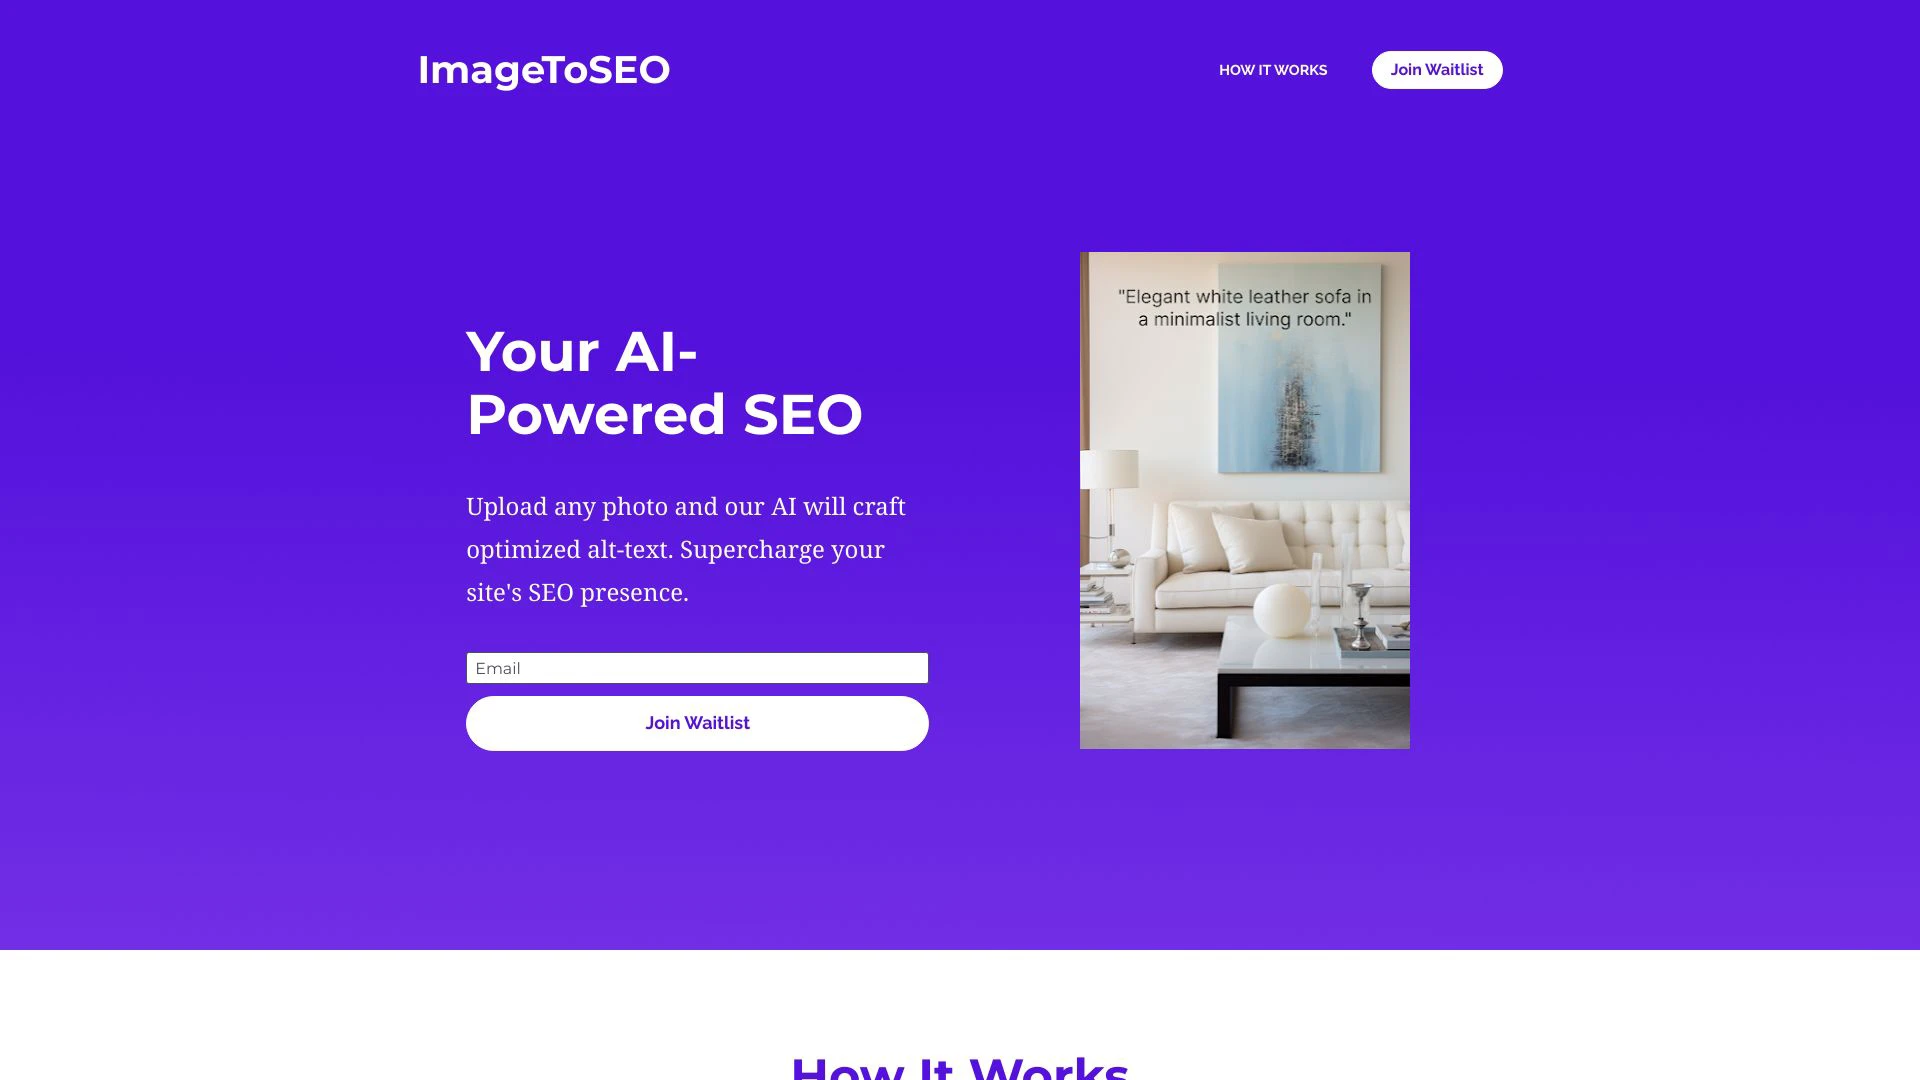 ImageToSEO
HOW IT WORKS
Join Waitlist
Your AI-
Powered SEO
Upload any photo and our AI will craft
optimized alt-text. Supercharge your
site's SEO presence.
Email
Join Waitlist
"Elegant white leather sofa in
a minimalist living room."
How It Works